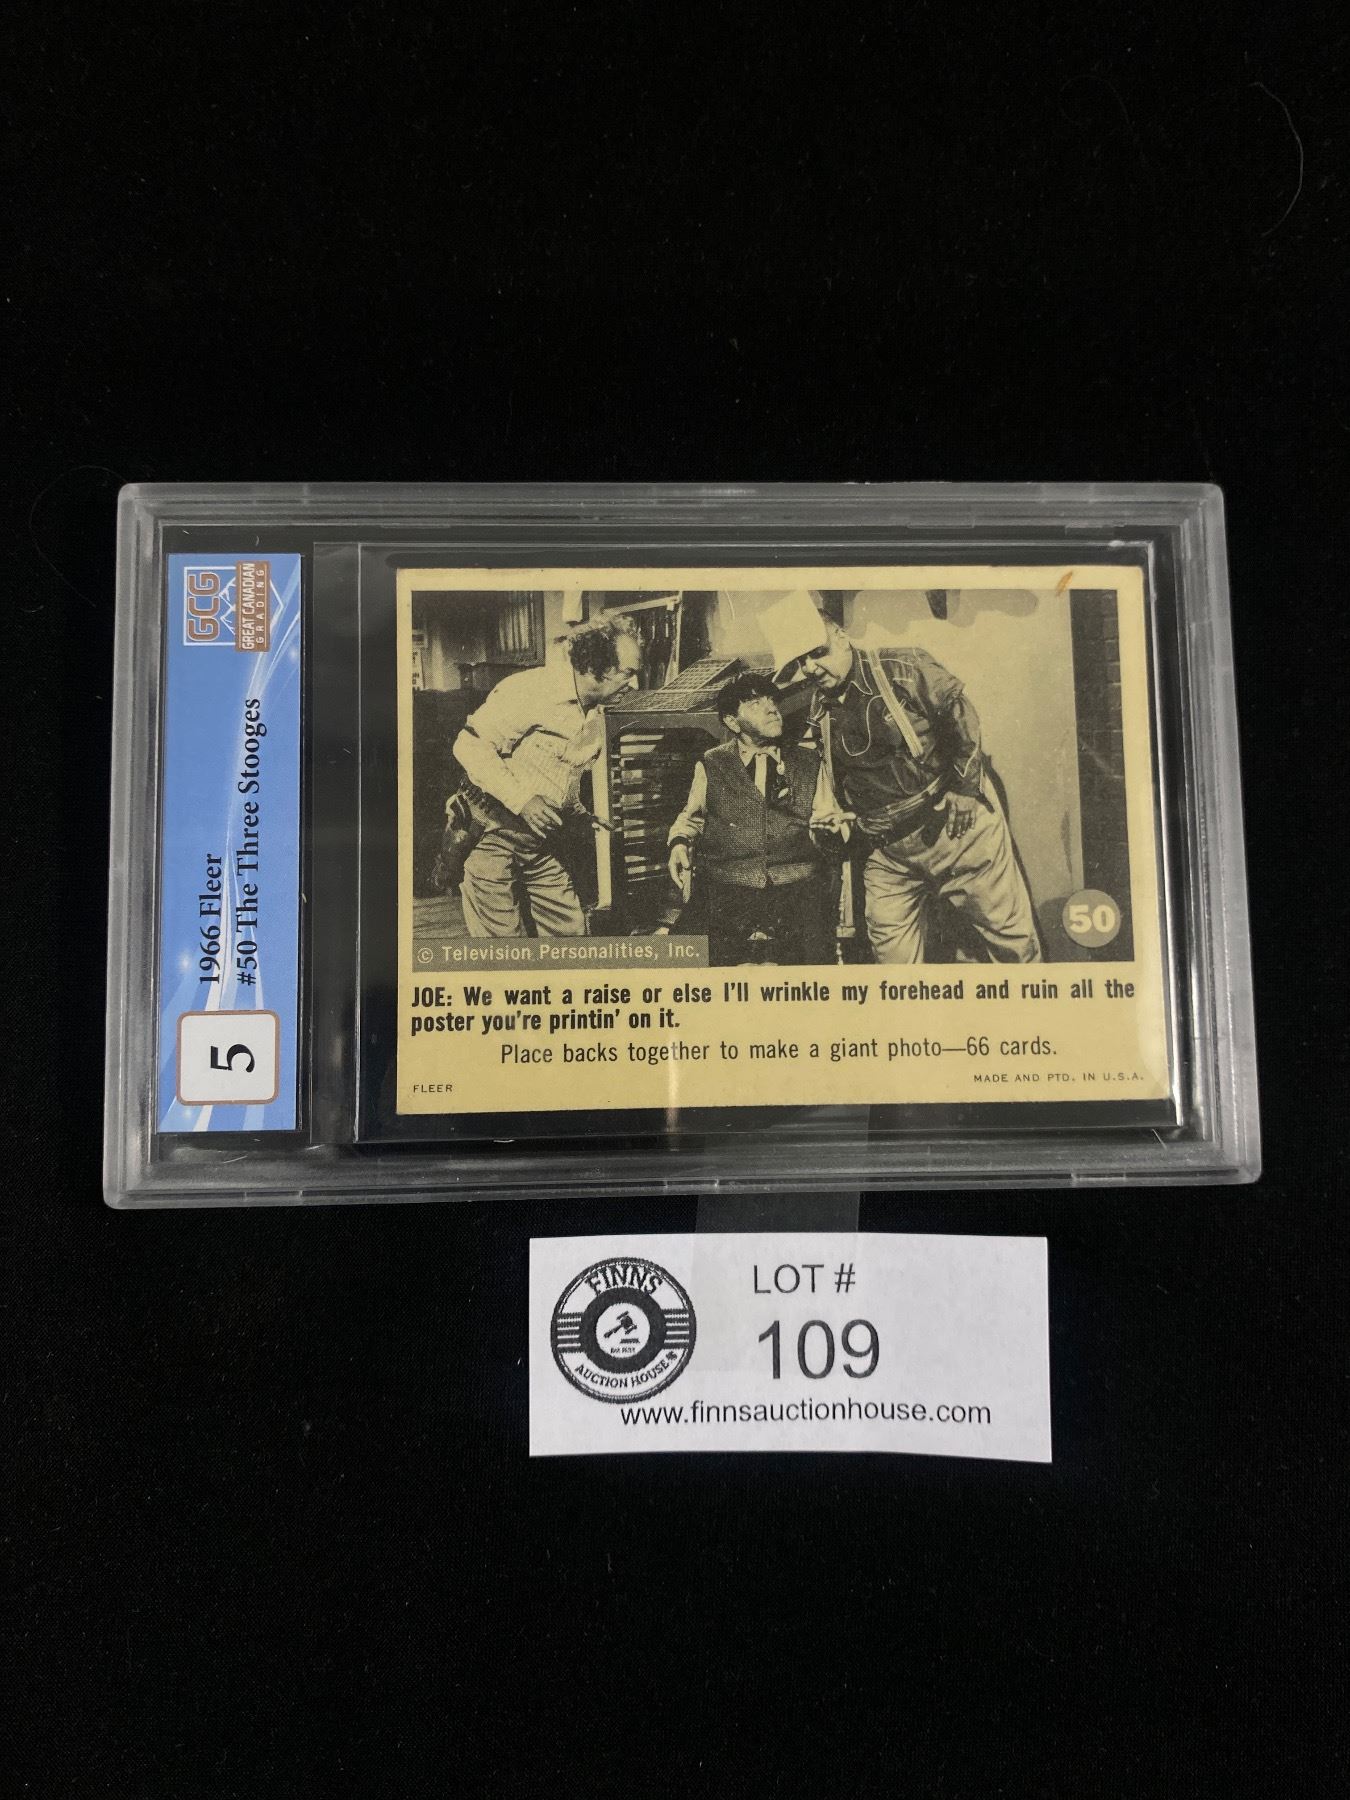 GCG
GREAT CANADIAN
GRADING
1966 Fleer
#50 The Three Stooges
5
50
© Television Personalities, Inc.
JOE: We want a raise or else I'll wrinkle my forehead and ruin all the
poster you're printin' on it.
Place backs together to make a giant photo—66 cards.
FLEER
MADE AND PTD. IN U.S.A.
FINNS
AUCTION HOUSE
LOT #
109
www.finnsauctionhouse.com